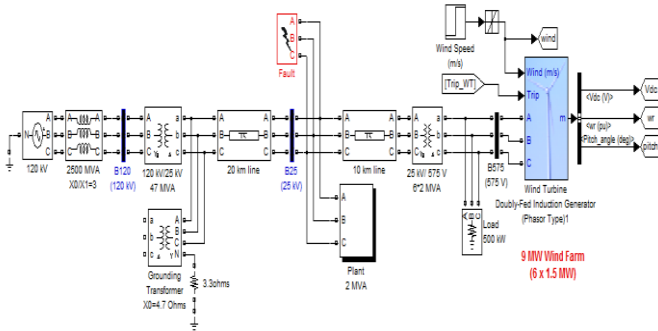 A
B
C
Fault
Wind Speed
(m/s)
wind
[Trip_WT]
Wind (m/s)
Trip
A
B
C
m
<Vdc (V)>
<wr (pu)>
<Pitch_angle (deg)>
Vdc
wr
pitch
N
A
B
C
120 kV
A
B
C
A
B
C
2500 MVA
X0/X1=3
B120
(120 kV)
A
B
C
a
b
c
120 kV/25 kV
47 MVA
A
B
C
A
B
C
20 km line
B25
(25 kV)
A
B
C
A
B
C
10 km line
A
B
C
a
b
c
25 kV/ 575 V
6*2 MVA
B575
(575 V)
Wind Turbine
Doubly-Fed Induction Generator
(Phasor Type)1
9 MW Wind Farm
(6 x 1.5 MW)
A
B
C
Load
500 kW
A
B
C
Plant
2 MVA
a
b
c
A
B
C
N
Grounding
Transformer
X0=4.7 Ohms
3.3ohms